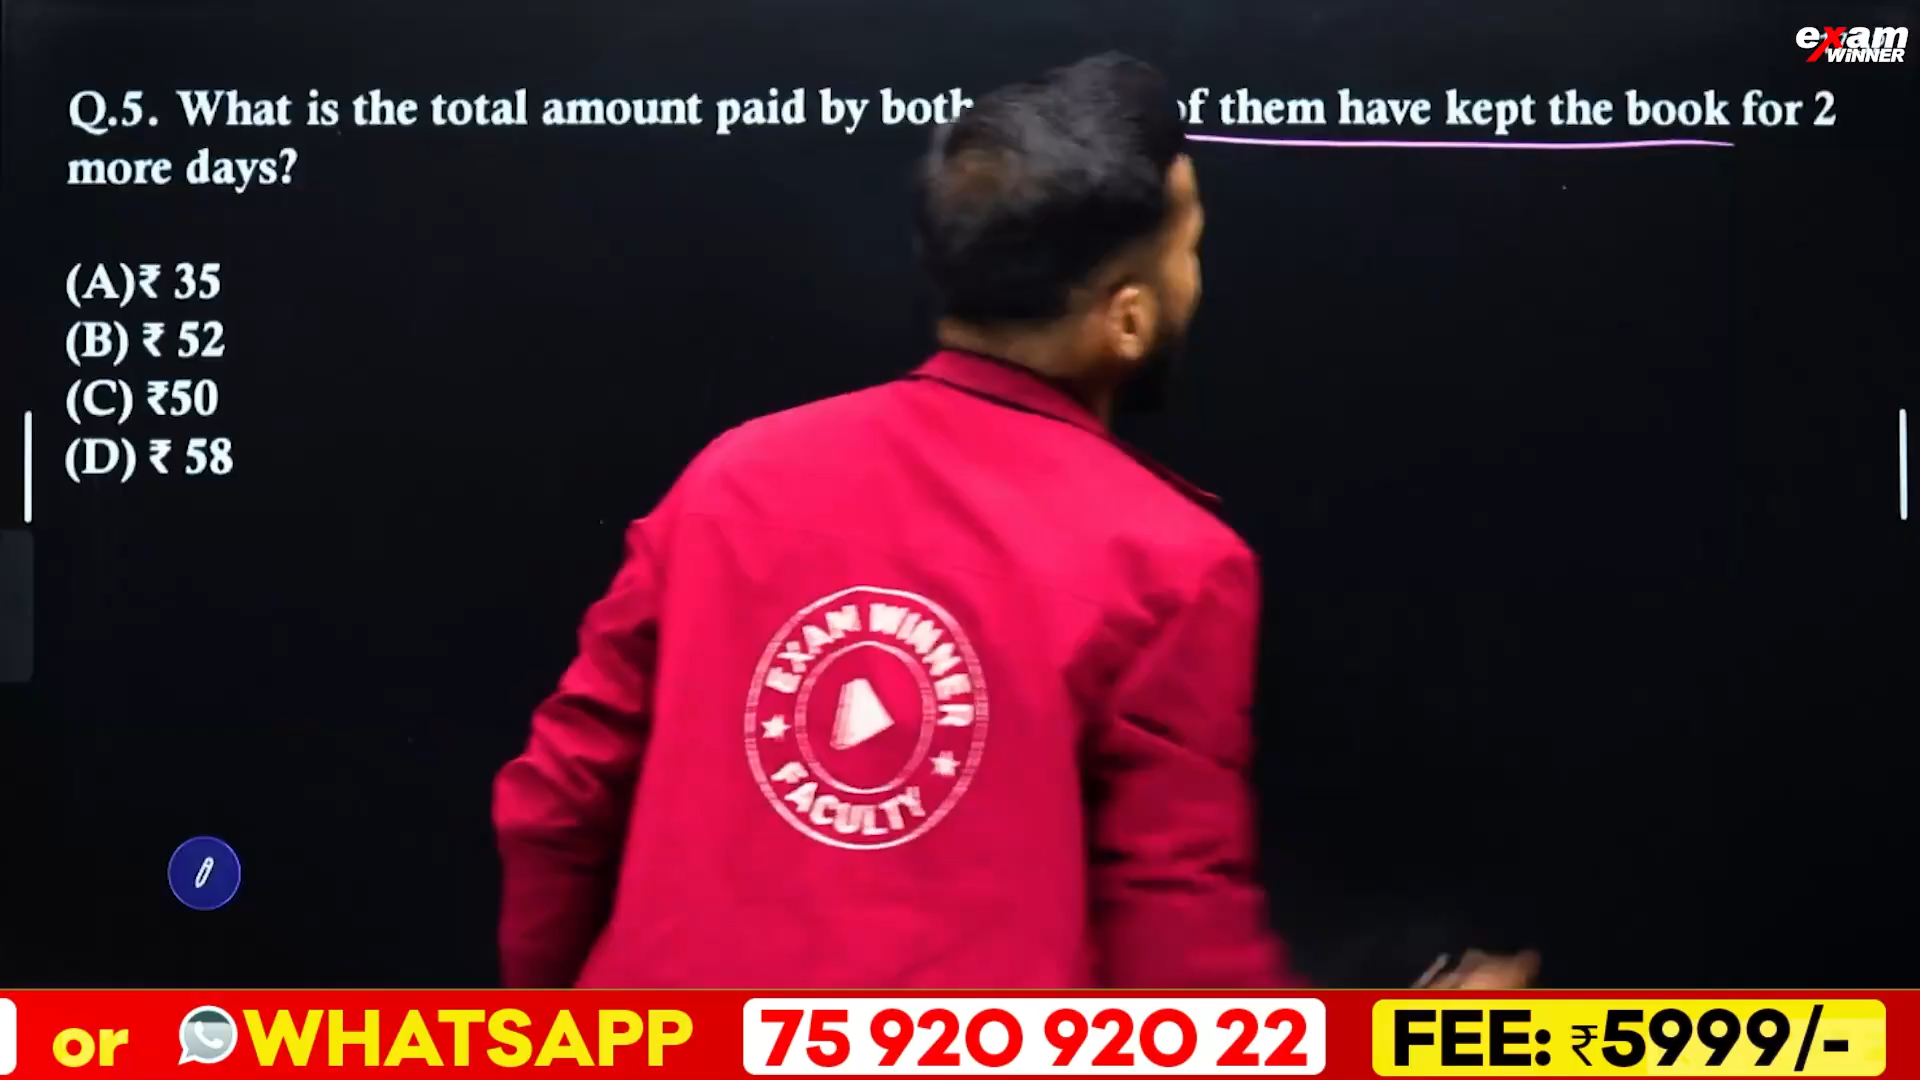 exam
WINNER
Q.5. What is the total amount paid by both of them have kept the book for 2
more days?
(A)₹ 35
(B) ₹ 52
(C) ₹50
(D) ₹ 58
EXAM WINNER
FACULTY
or WHATSAPP 75 920 920 22 FEE: ₹5999/-